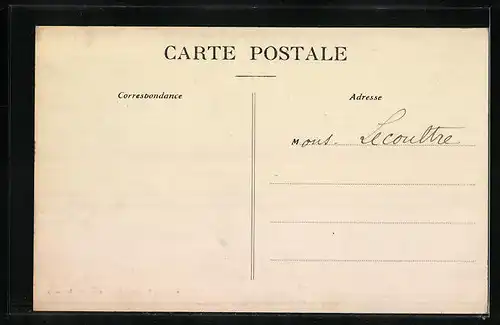 CARTE POSTALE
Correspondance
Adresse
Mons. Lecoultre